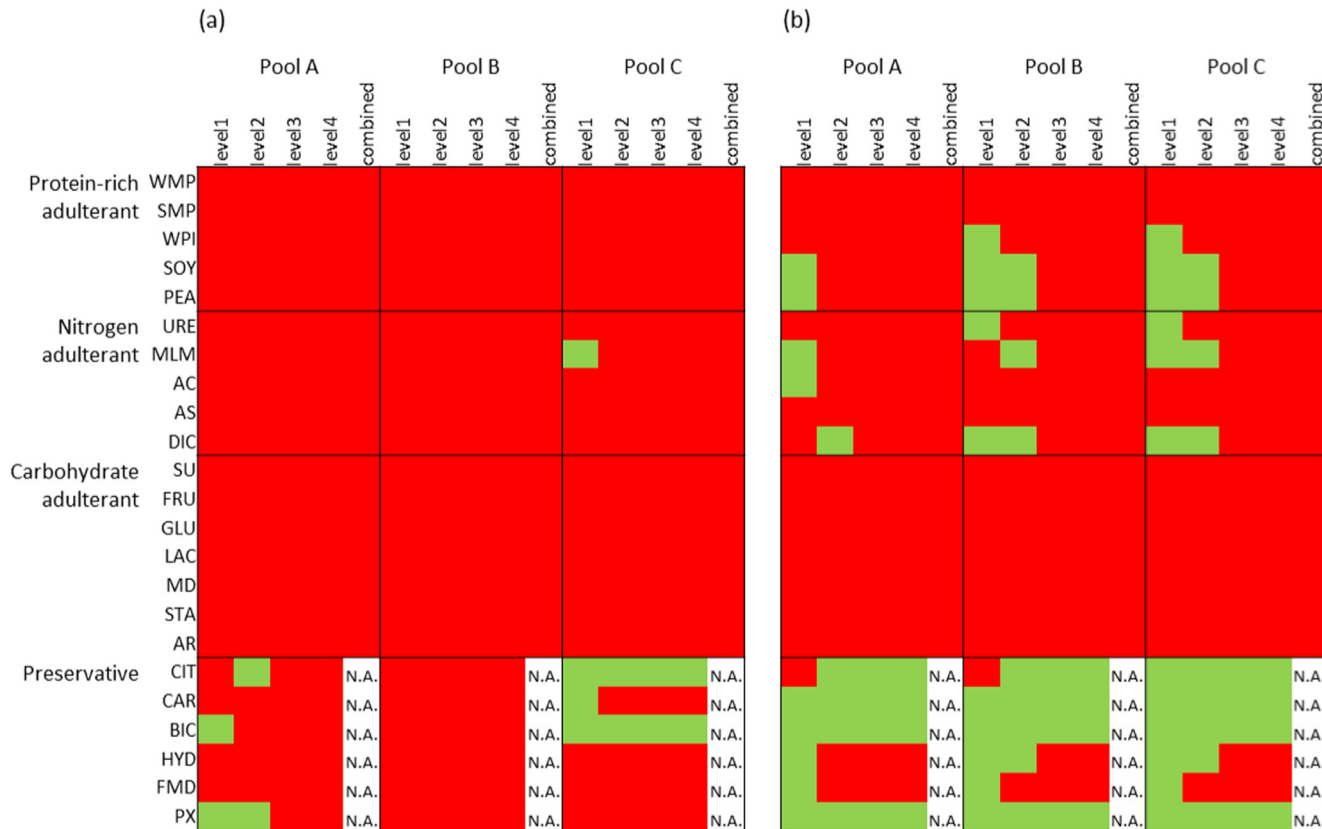 (a) (b)
Pool A Pool B Pool C Pool A Pool B Pool C
level1 level2 level3 level4 combined level1 level2 level3 level4 combined level1 level2 level3 level4 combined level1 level2 level3 level4 combined level1 level2 level3 level4 combined level1 level2 level3 level4 combined
Protein-rich WMP
adulterant SMP
WPI
SOY
PEA
Nitrogen URE
adulterant MLM
AC
AS
DIC
Carbohydrate SU
adulterant FRU
GLU
LAC
MD
STA
AR
Preservative CIT N.A. N.A. N.A. N.A. N.A. N.A
CAR N.A. N.A. N.A. N.A. N.A. N.A
BIC N.A. N.A. N.A. N.A. N.A. N.A
HYD N.A. N.A. N.A. N.A. N.A. N.A
FMD N.A. N.A. N.A. N.A. N.A. N.A
PX N.A. N.A. N.A. N.A. N.A. N.A